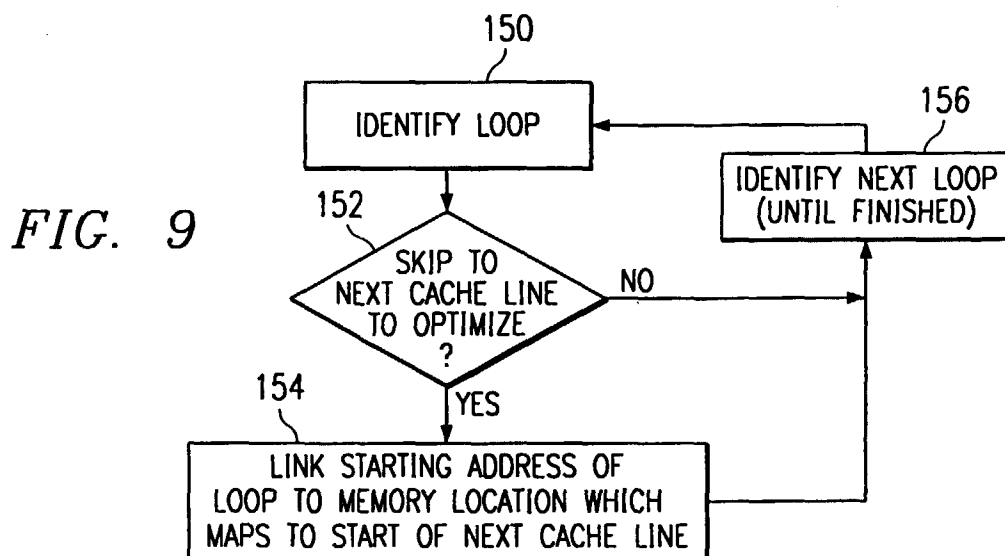 150
IDENTIFY LOOP
156
IDENTIFY NEXT LOOP
(UNTIL FINISHED)
FIG. 9
152
SKIP TO
NEXT CACHE LINE
TO OPTIMIZE
?
NO
YES
154
LINK STARTING ADDRESS OF
LOOP TO MEMORY LOCATION WHICH
MAPS TO START OF NEXT CACHE LINE